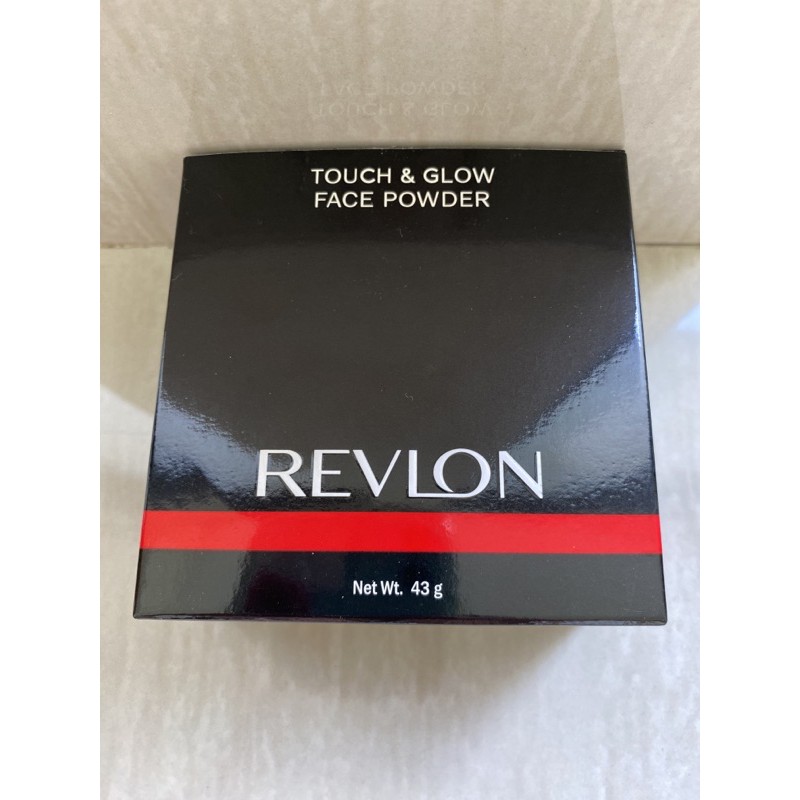 TOUCH & GLOW
FACE POWDER
REVLON
Net Wt. 43 g